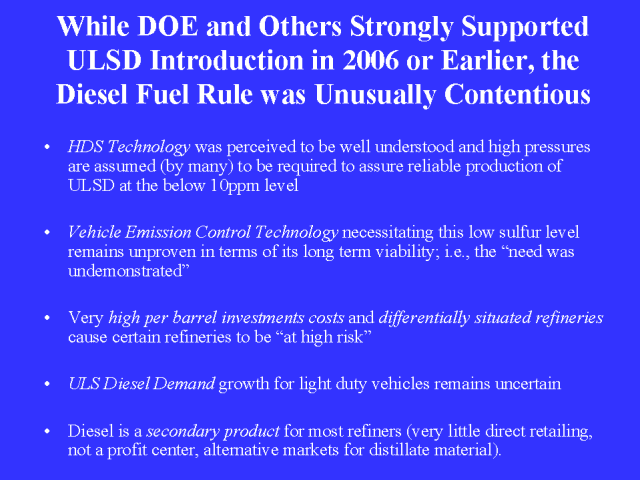 While DOE and Others Strongly Supported
ULSD Introduction in 2006 or Earlier, the
Diesel Fuel Rule was Unusually Contentious
• HDS Technology was perceived to be well understood and high pressures
are assumed (by many) to be required to assure reliable production of
ULSD at the below 10ppm level
• Vehicle Emission Control Technology necessitating this low sulfur level
remains unproven in terms of its long term viability; i.e., the “need was
undemonstrated”
• Very high per barrel investments costs and differentially situated refineries
cause certain refineries to be “at high risk”
• ULS Diesel Demand growth for light duty vehicles remains uncertain
• Diesel is a secondary product for most refiners (very little direct retailing,
not a profit center, alternative markets for distillate material).